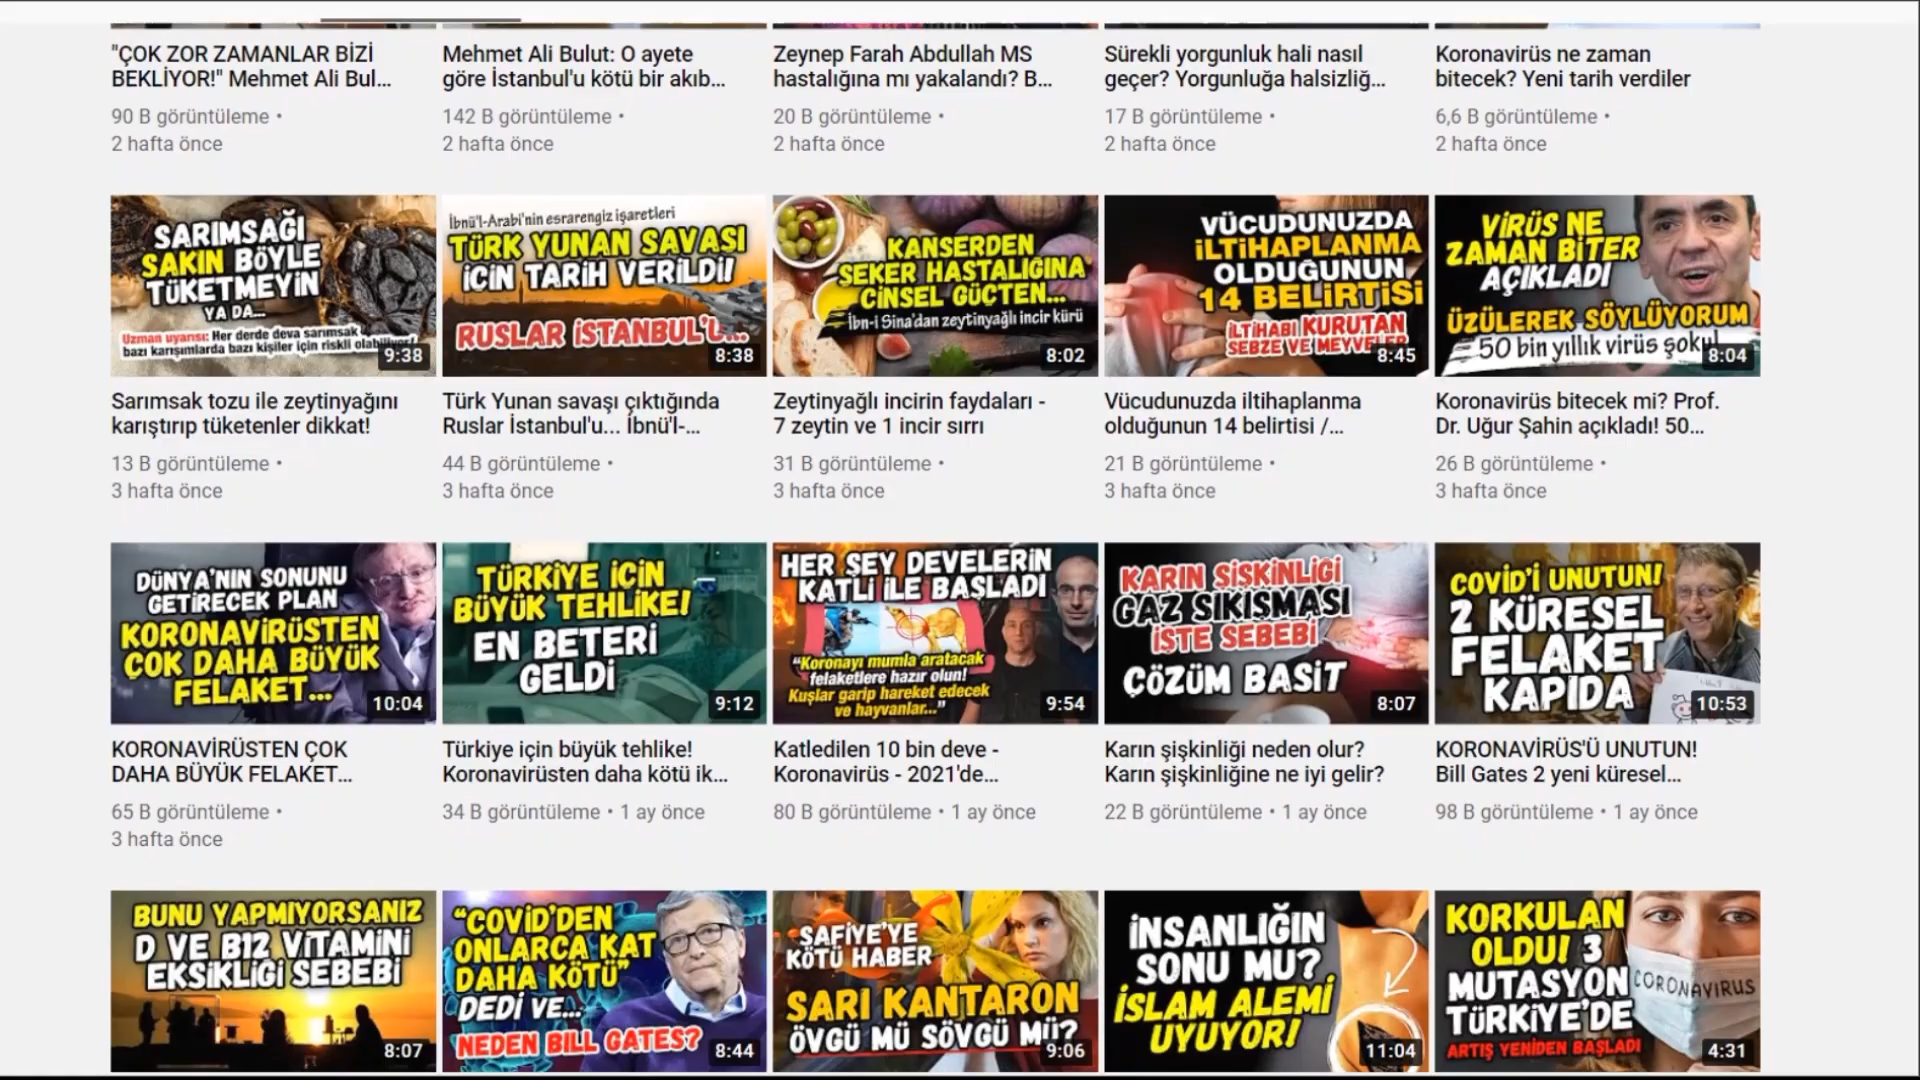 "ÇOK ZOR ZAMANLAR BİZİ
BEKLİYOR!" Mehmet Ali Bul...
90 B görüntüleme •
2 hafta önce
Mehmet Ali Bulut: O ayete
göre İstanbul'u kötü bir akıb...
142 B görüntüleme •
2 hafta önce
Zeynep Farah Abdullah MS
hastalığına mı yakalandı? B...
20 B görüntüleme •
2 hafta önce
Sürekli yorgunluk hali nasıl
geçer? Yorgunluğa halsizliğ...
17 B görüntüleme •
2 hafta önce
Koronavirüs ne zaman
bitecek? Yeni tarih verdiler
6,6 B görüntüleme •
2 hafta önce
SARIMSAĞI
SAKIN BÖYLE
TÜKETMEYİN
YA DA...
Uzman uyarısı: Her derde deva sarımsak
bazı karışımlarda bazı kişiler için riskli olabiliyor!
9:38
Sarımsak tozu ile zeytinyağını
karıştırıp tüketenler dikkat!
13 B görüntüleme •
3 hafta önce
İbnü'l-Arabi'nin esrarengiz işaretleri
TÜRK YUNAN SAVAŞI
İÇİN TARİH VERİLDİ!
RUSLAR İSTANBUL'U...
8:38
Türk Yunan savaşı çıktığında
Ruslar İstanbul'u... İbnü'l-...
44 B görüntüleme •
3 hafta önce
KANSERDEN
ŞEKER HASTALIĞINA
CİNSEL GÜÇTEN...
İbn-i Sina'dan zeytinyağlı incir kürü
8:02
Zeytinyağlı incirin faydaları -
7 zeytin ve 1 incir sırrı
31 B görüntüleme •
3 hafta önce
VÜCUDUNUZDA
İLTİHAPLANMA
OLDUĞUNUN
14 BELİRTİSİ
İLTİHABI KURUTAN
SEBZE VE MEYVELER
8:45
Vücudunuzda iltihaplanma
olduğunun 14 belirtisi /...
21 B görüntüleme •
3 hafta önce
VİRÜS NE
ZAMAN BİTER
AÇIKLADI
ÜZÜLEREK SÖYLÜYORUM
50 bin yıllık virüs şoku!
8:04
Koronavirüs bitecek mi? Prof.
Dr. Uğur Şahin açıkladı! 50...
26 B görüntüleme •
3 hafta önce
DÜNYA'NIN SONUNU
GETİRECEK PLAN
KORONAVİRÜSTEN
ÇOK DAHA BÜYÜK
FELAKET...
10:04
KORONAVİRÜSTEN ÇOK
DAHA BÜYÜK FELAKET...
65 B görüntüleme •
3 hafta önce
TÜRKİYE İÇİN
BÜYÜK TEHLİKE!
EN BETERİ
GELDİ
9:12
Türkiye için büyük tehlike!
Koronavirüsten daha kötü ik...
34 B görüntüleme • 1 ay önce
HER ŞEY DEVELERİN
KATLİ İLE BAŞLADI
"Koronayı mumla aratacak
felaketlere hazır olun!
Kuşlar garip hareket edecek
ve hayvanlar..."
9:54
Katledilen 10 bin deve -
Koronavirüs - 2021'de...
80 B görüntüleme • 1 ay önce
KARIN ŞİŞKİNLİĞİ
GAZ SIKIŞMASI
İŞTE SEBEBİ
ÇÖZÜM BASİT
8:07
Karın şişkinliği neden olur?
Karın şişkinliğine ne iyi gelir?
22 B görüntüleme • 1 ay önce
COVİD'İ UNUTUN!
2 KÜRESEL
FELAKET
KAPIDA
10:53
KORONAVİRÜS'Ü UNUTUN!
Bill Gates 2 yeni küresel...
98 B görüntüleme • 1 ay önce
BUNU YAPMIYORSANIZ
D VE B12 VİTAMİNİ
EKSİKLİĞİ SEBEBİ
8:07
"COVİD'DEN
ONLARCA KAT
DAHA KÖTÜ"
DEDİ VE...
NEDEN BILL GATES?
8:44
SAFİYE'YE
KÖTÜ HABER
SARI KANTARON
ÖVGÜ MÜ SÖVGÜ MÜ?
9:06
İNSANLIĞIN
SONU MU?
İSLAM ALEMİ
UYUYOR!
11:04
KORKULAN
OLDU! 3
MUTASYON
TÜRKİYE'DE
ARTIŞ YENİDEN BAŞLADI
CORONAVIRUS
4:31